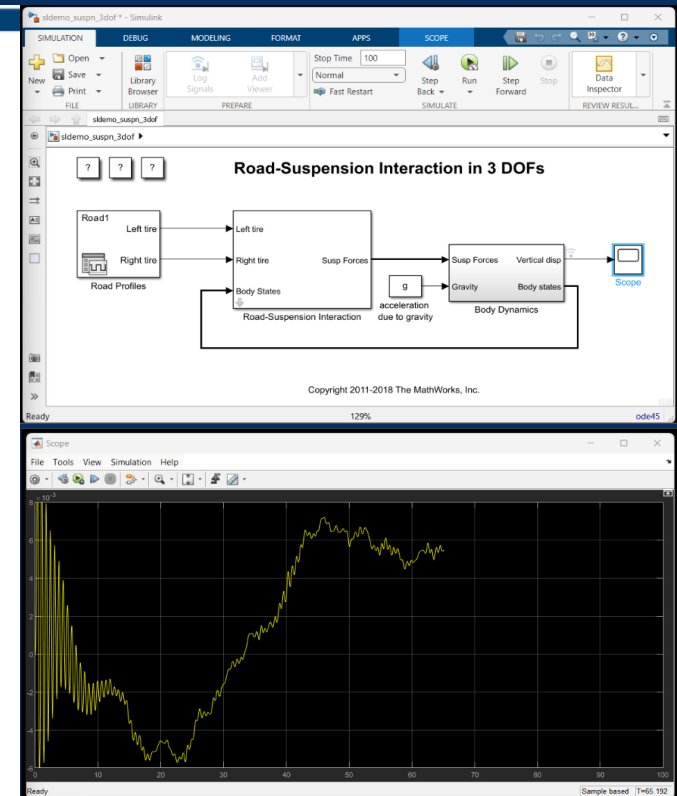 sldemo_suspn_3dof * - Simulink
SIMULATION DEBUG MODELING FORMAT APPS SCOPE
New
Open
Save
Print
FILE
Library Browser
LIBRARY
Log Signals
Add Viewer
PREPARE
Stop Time 100
Normal
Fast Restart
Step Back
Run
Step Forward
Stop
SIMULATE
Data Inspector
REVIEW RESUL...
sldemo_suspn_3dof
sldemo_suspn_3dof
? ? ?
Road-Suspension Interaction in 3 DOFs
Road1
Left tire
Right tire
Road Profiles
Left tire
Right tire
Body States
Susp Forces
Road-Suspension Interaction
g
acceleration
due to gravity
Susp Forces
Gravity
Vertical disp
Body states
Body Dynamics
Scope
Copyright 2011-2018 The MathWorks, Inc.
Ready 129% ode45
Scope
File Tools View Simulation Help
× 10-3
8
6
4
2
0
-2
-4
-6
0 10 20 30 40 50 60 70 80 90 100
Ready Sample based T=65.192